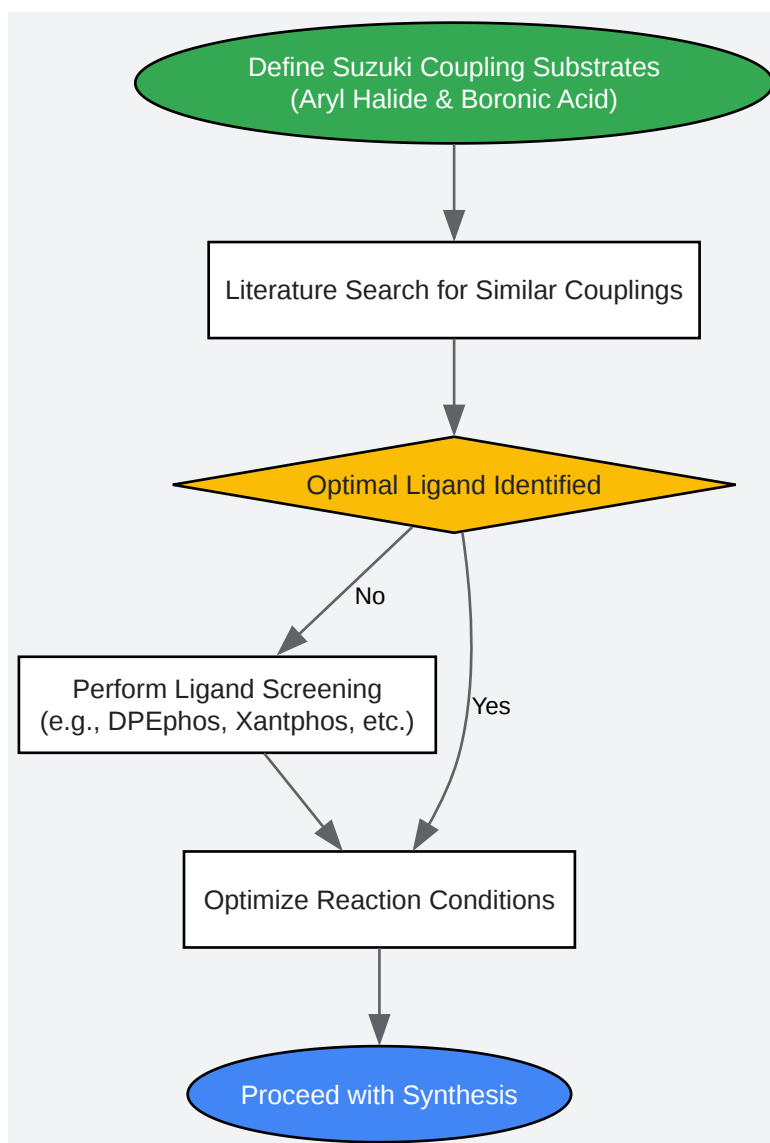 Define Suzuki Coupling Substrates
(Aryl Halide & Boronic Acid)
Literature Search for Similar Couplings
Optimal Ligand Identified
No
Perform Ligand Screening
(e.g., DPEphos, Xantphos, etc.)
Yes
Optimize Reaction Conditions
Proceed with Synthesis